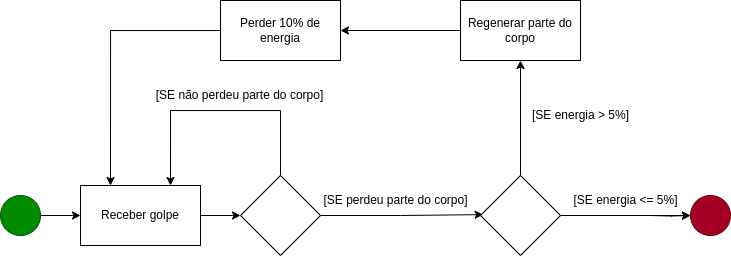 Perder 10% de
energia
Regenerar parte do
corpo
[SE não perdeu parte do corpo]
[SE energia > 5%]
Receber golpe
[SE perdeu parte do corpo]
[SE energia <= 5%]